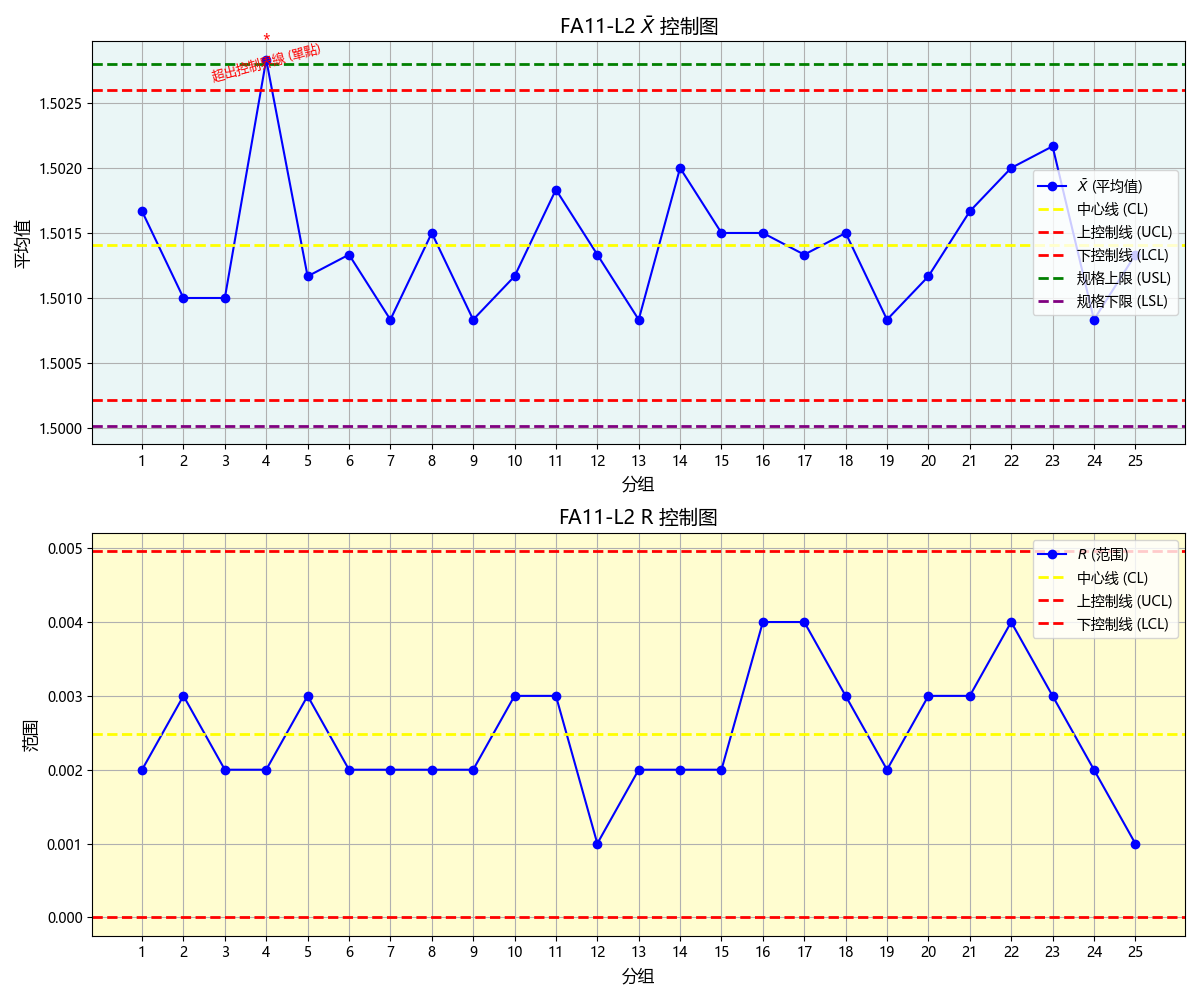 FA11-L2 X̄ 控制图
*
超出控制線 (單點)
平均值
1.5025
1.5020
1.5015
1.5010
1.5005
1.5000
X̄ (平均值)
中心线 (CL)
上控制线 (UCL)
下控制线 (LCL)
规格上限 (USL)
规格下限 (LSL)
1 2 3 4 5 6 7 8 9 10 11 12 13 14 15 16 17 18 19 20 21 22 23 24 25
分组
FA11-L2 R 控制图
范围
0.005
0.004
0.003
0.002
0.001
0.000
R (范围)
中心线 (CL)
上控制线 (UCL)
下控制线 (LCL)
1 2 3 4 5 6 7 8 9 10 11 12 13 14 15 16 17 18 19 20 21 22 23 24 25
分组